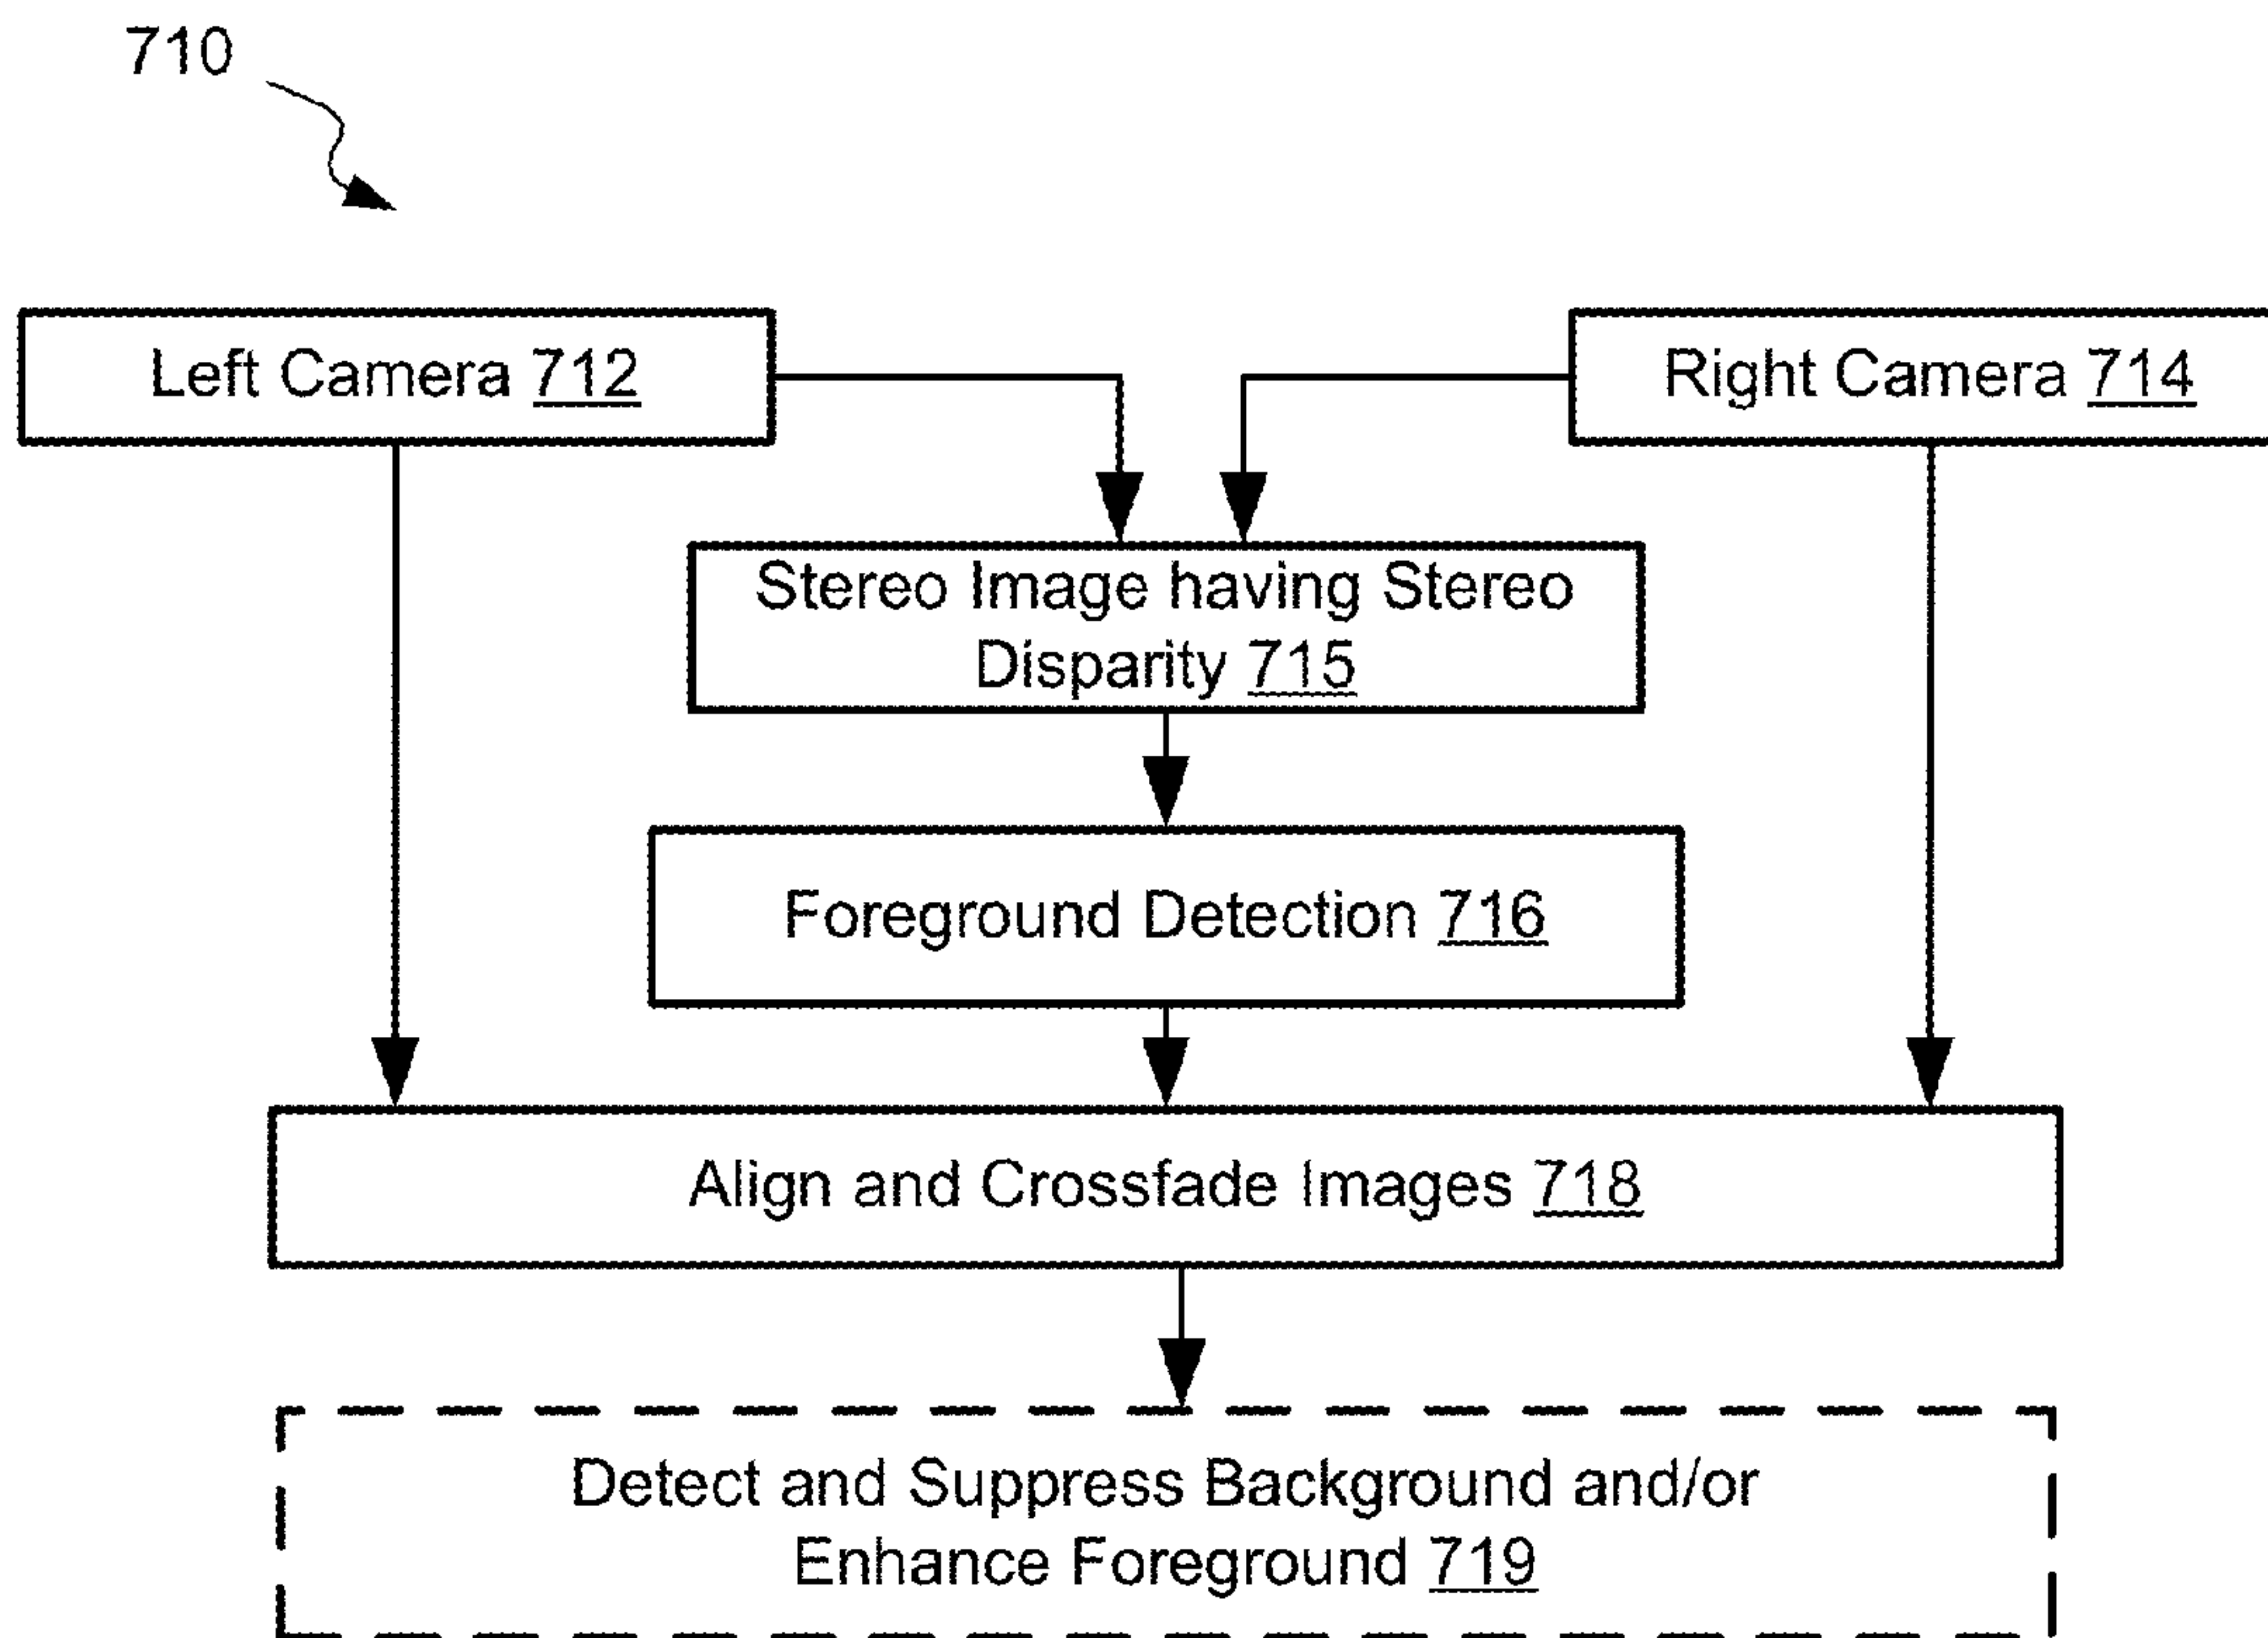 710
Left Camera 712
Right Camera 714
Stereo Image having Stereo
Disparity 715
Foreground Detection 716
Align and Crossfade Images 718
Detect and Suppress Background and/or
Enhance Foreground 719